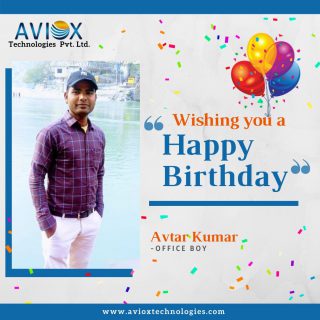 AVIOX
Technologies Pvt. Ltd.
Wishing you a
“ Happy
Birthday ”
Avtar Kumar
-OFFICE BOY
www.avioxtechnologies.com